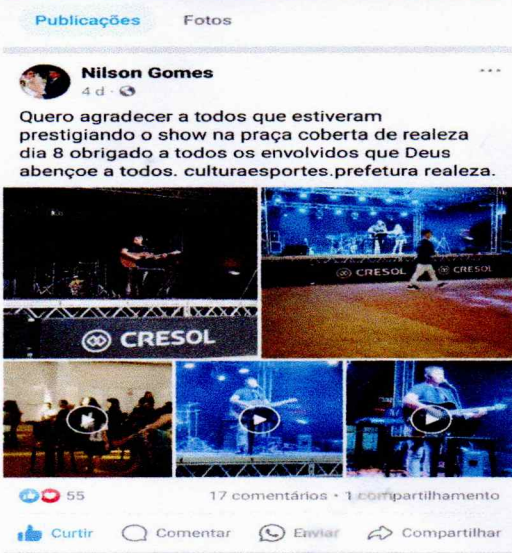 Publicações Fotos
Nilson Gomes
4 d
Quero agradecer a todos que estiveram
prestigiando o show na praça coberta de realeza
dia 8 obrigado a todos os envolvidos que Deus
abençoe a todos. culturaesportes.prefetura realeza.
CRESOL CRESOL
CRESOL
55 17 comentários • 1 compartilhamento
Curtir Comentar Enviar Compartilhar